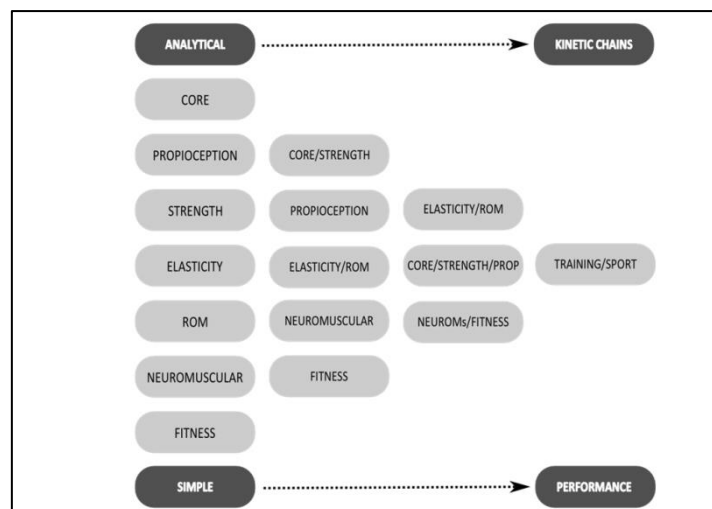 ANALYTICAL KINETIC CHAINS
CORE
PROPIOCEPTION CORE/STRENGTH
STRENGTH PROPIOCEPTION ELASTICITY/ROM
ELASTICITY ELASTICITY/ROM CORE/STRENGTH/PROP TRAINING/SPORT
ROM NEUROMUSCULAR NEUROMs/FITNESS
NEUROMUSCULAR FITNESS
FITNESS
SIMPLE PERFORMANCE